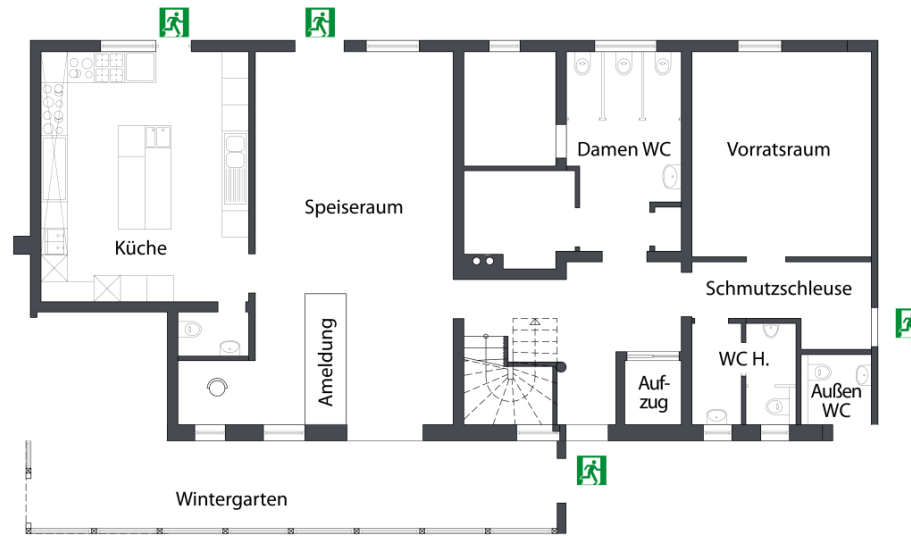 Damen WC
Vorratsraum
Speiseraum
Küche
Schmutzschleuse
Ameldung
WC H.
Auf-
zug
Außen
WC
Wintergarten